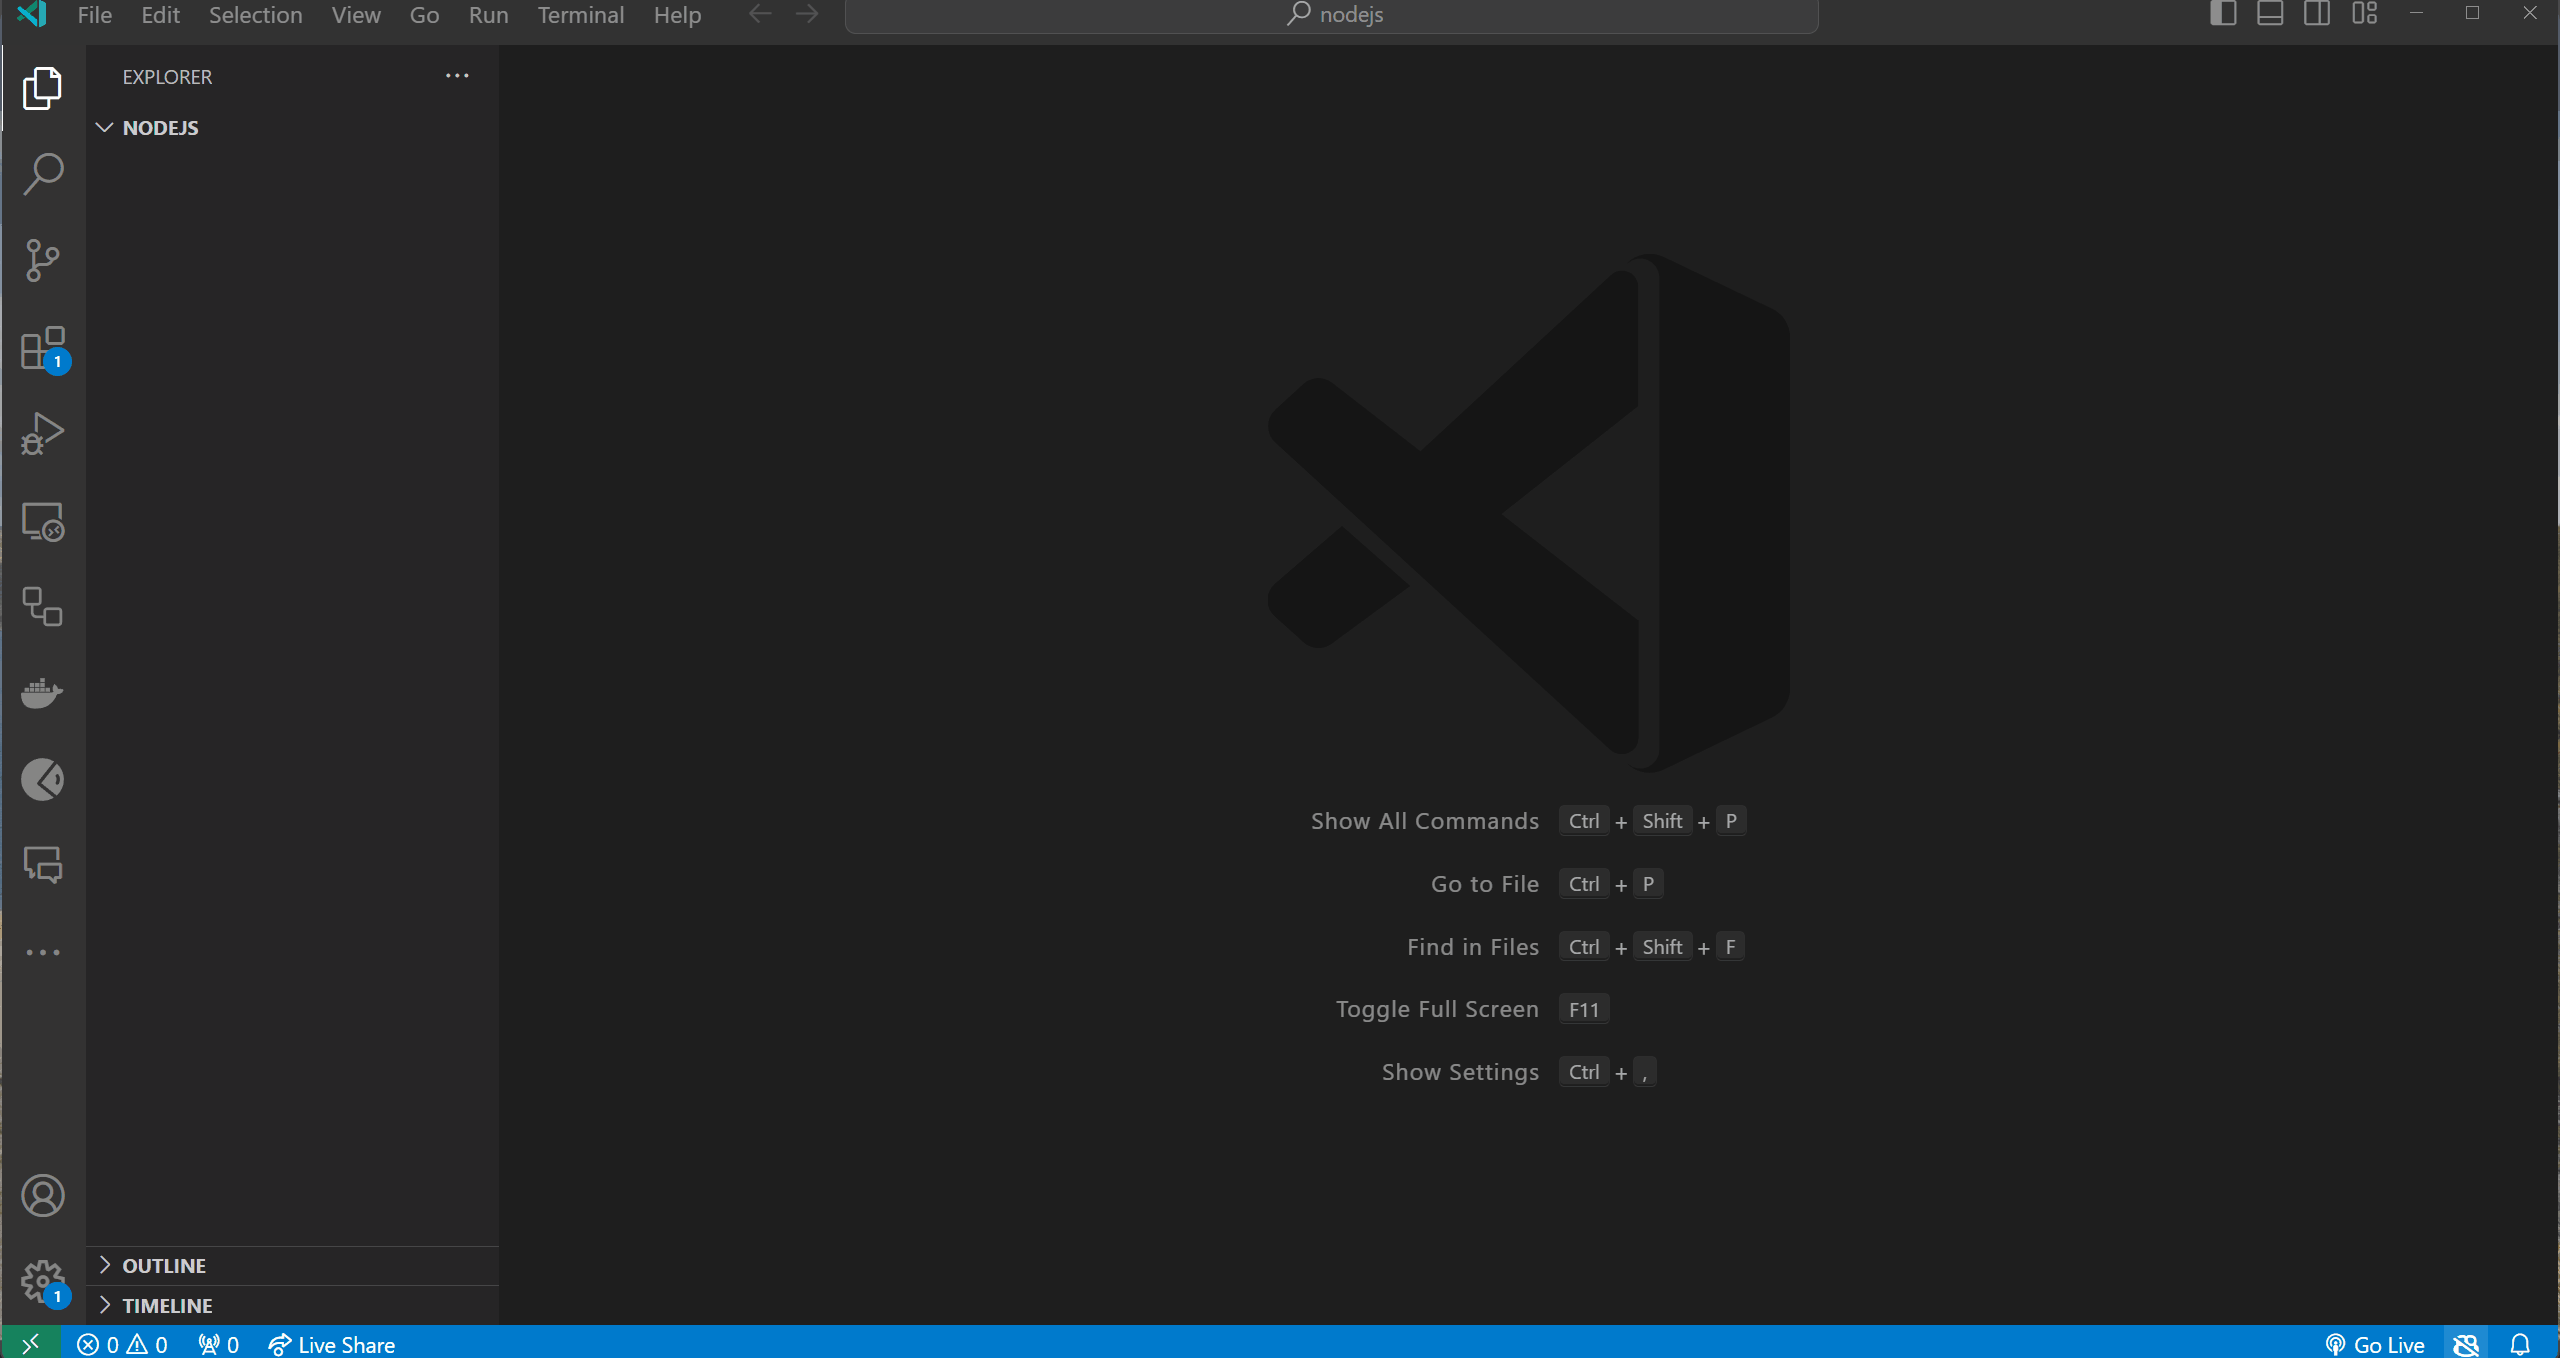 File Edit Selection View Go Run Terminal Help nodejs
EXPLORER ...
NODEJS
1
Show All Commands Ctrl + Shift + P
Go to File Ctrl + P
Find in Files Ctrl + Shift + F
Toggle Full Screen F11
Show Settings Ctrl + ,
OUTLINE
1
TIMELINE
0 0 0 Live Share Go Live